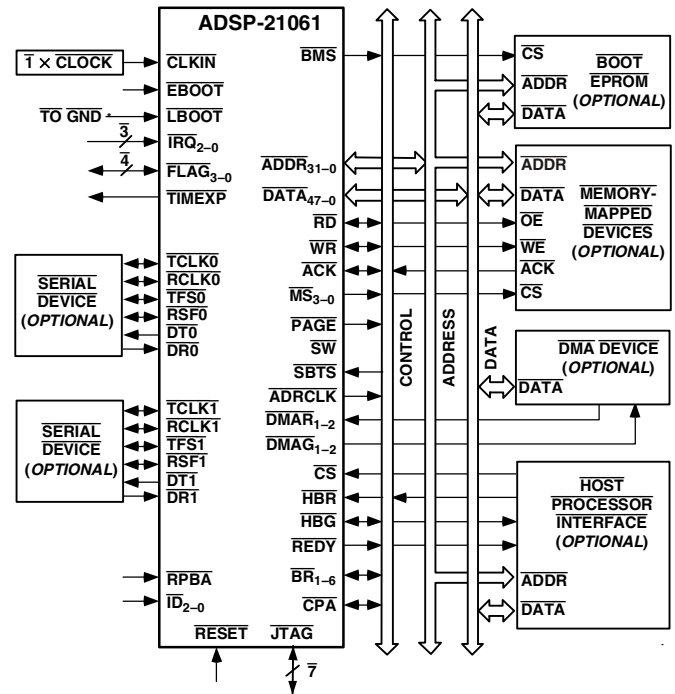 ADSP-21061
1 × CLOCK
CLKIN
EBOOT
TO GND
LBOOT
3
IRQ2–0
4
FLAG3–0
TIMEXP
SERIAL
DEVICE
(OPTIONAL)
TCLK0
RCLK0
TFS0
RSF0
DT0
DR0
SERIAL
DEVICE
(OPTIONAL)
TCLK1
RCLK1
TFS1
RSF1
DT1
DR1
RPBA
ID2–0
RESET
JTAG
7
BMS
ADDR31–0
DATA47–0
RD
WR
ACK
MS3–0
PAGE
SW
SBTS
ADRCLK
DMAR1–2
DMAG1–2
CS
HBR
HBG
REDY
BR1–6
CPA
CONTROL
ADDRESS
DATA
CS
ADDR
DATA
BOOT
EPROM
(OPTIONAL)
ADDR
DATA
OE
WE
ACK
CS
MEMORY-
MAPPED
DEVICES
(OPTIONAL)
DMA DEVICE
(OPTIONAL)
DATA
HOST
PROCESSOR
INTERFACE
(OPTIONAL)
ADDR
DATA